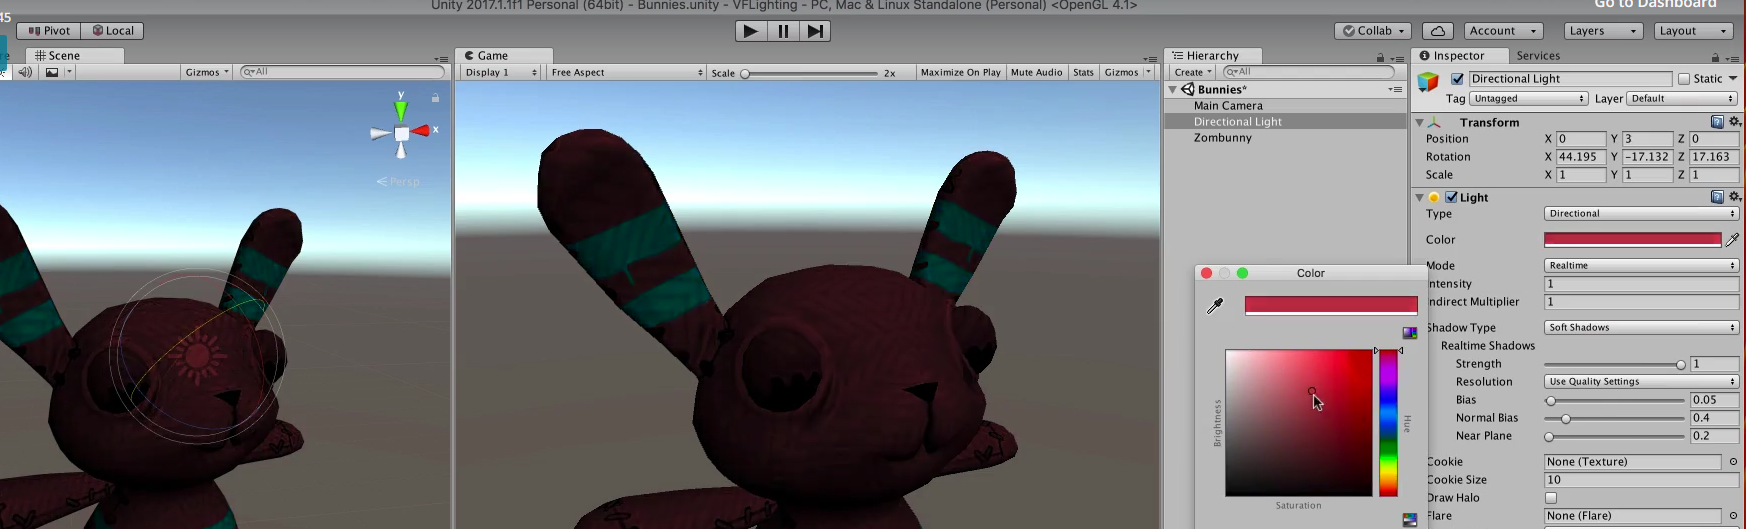 Unity 2017.1.1f1 Personal (64bit) - Bunnies.unity - VFLighting - PC, Mac & Linux Standalone (Personal) <OpenGL 4.1>
Go to Dashboard
45
Pivot Local
Collab Account Layers Layout
Scene
Gizmos All
y
x
Persp
Game
Display 1 Free Aspect Scale 2x Maximize On Play Mute Audio Stats Gizmos
Hierarchy
Create All
Bunnies*
Main Camera
Directional Light
Zombunny
Color
Brightness
Hue
Saturation
Inspector Services
Directional Light Static
Tag Untagged Layer Default
Transform
Position X 0 Y 3 Z 0
Rotation X 44.195 Y -17.132 Z 17.163
Scale X 1 Y 1 Z 1
Light
Type Directional
Color
Mode Realtime
ntensity 1
ndirect Multiplier 1
Shadow Type Soft Shadows
Realtime Shadows
Strength 1
Resolution Use Quality Settings
Bias 0.05
Normal Bias 0.4
Near Plane 0.2
Cookie None (Texture)
Cookie Size 10
Draw Halo
Flare None (Flare)